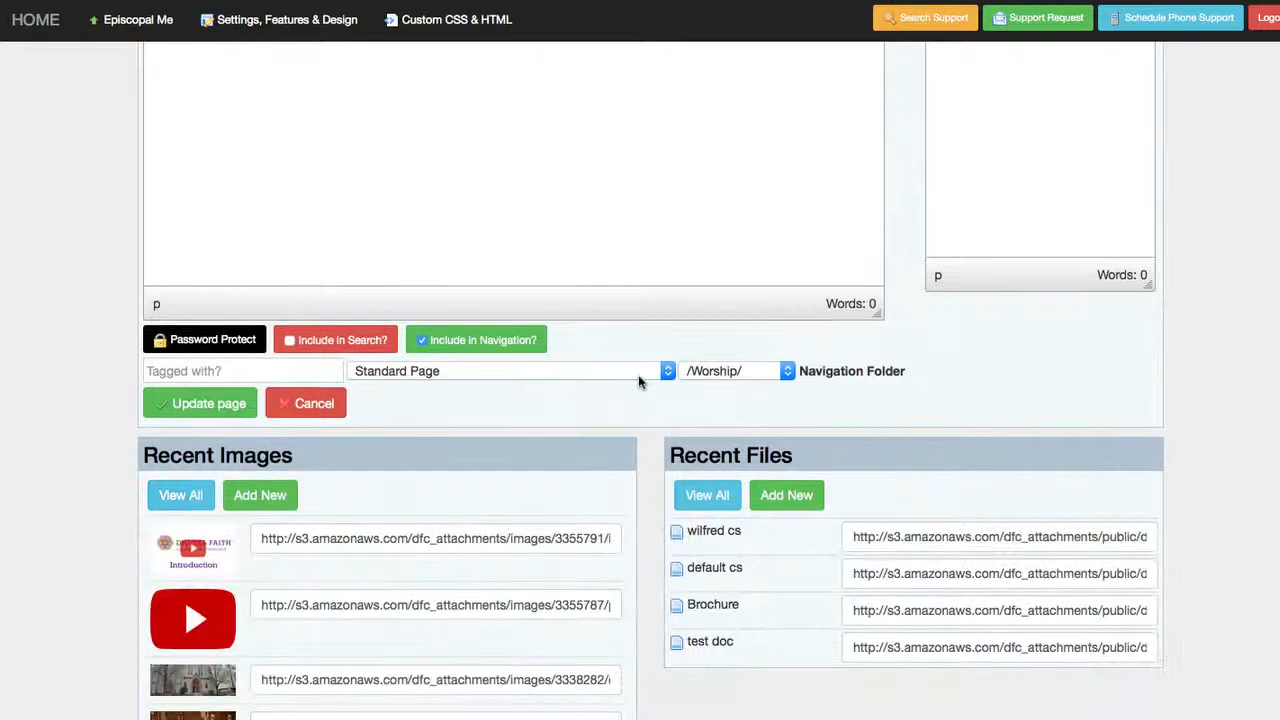 HOME Episcopal Me Settings, Features & Design Custom CSS & HTML Search Support Support Request Schedule Phone Support Logo
p Words: 0
p Words: 0
Password Protect Include in Search? Include in Navigation?
Tagged with? Standard Page /Worship/ Navigation Folder
Update page Cancel
Recent Images
View All Add New
Introduction
http://s3.amazonaws.com/dfc_attachments/images/3355791/i
http://s3.amazonaws.com/dfc_attachments/images/3355787/
http://s3.amazonaws.com/dfc_attachments/images/3338282/
Recent Files
View All Add New
wilfred cs http://s3.amazonaws.com/dfc_attachments/public/d
default cs http://s3.amazonaws.com/dfc_attachments/public/d
Brochure http://s3.amazonaws.com/dfc_attachments/public/d
test doc http://s3.amazonaws.com/dfc_attachments/public/d